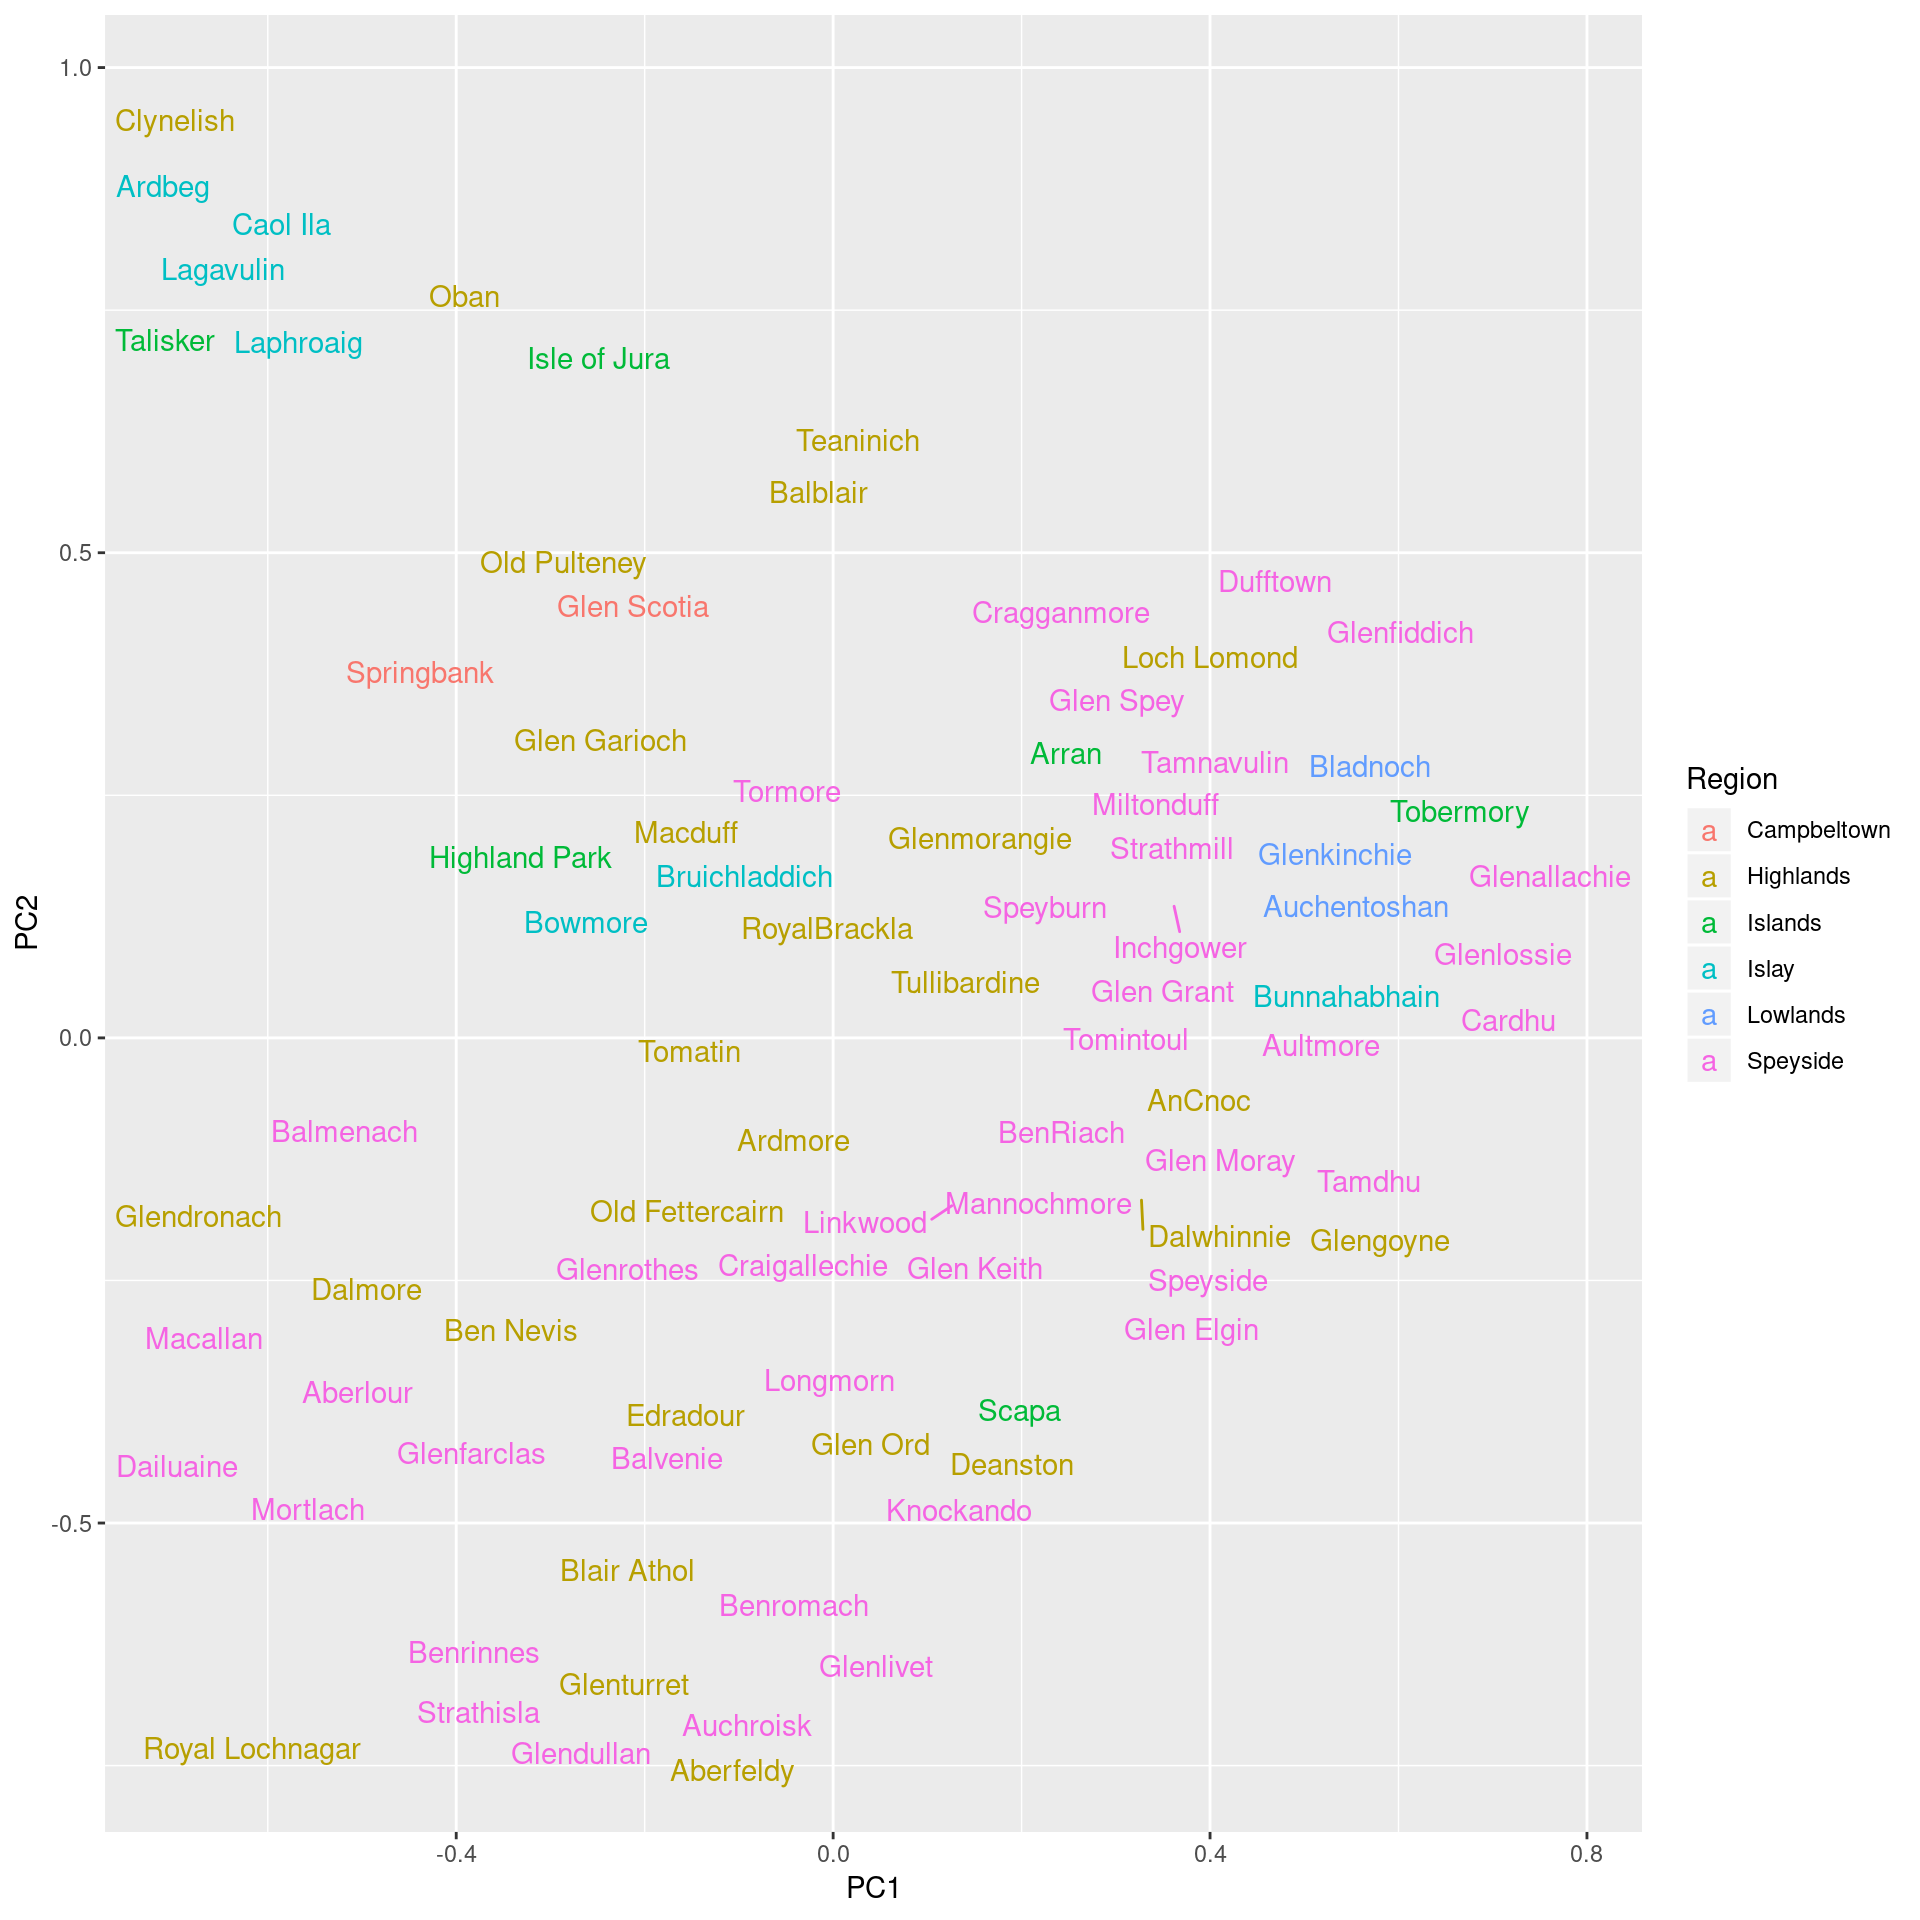 1.0
Clynelish
Ardbeg
Caol Ila
Lagavulin
Oban
Talisker
Laphroaig
Isle of Jura
Teaninich
Balblair
0.5
Old Pulteney
Dufftown
Glen Scotia
Cragganmore
Glenfiddich
Loch Lomond
Springbank
Glen Spey
Glen Garioch
Arran
Tamnavulin
Bladnoch
Tormore
Miltonduff
Tobermory
Macduff
Glenmorangie
Strathmill
Glenkinchie
Highland Park
Bruichladdich
Glenallachie
Speyburn
Auchentoshan
Bowmore
RoyalBrackla
Inchgower
Glenlossie
Tullibardine
Glen Grant
Bunnahabhain
Cardhu
0.0
Tomintoul
Aultmore
Tomatin
AnCnoc
Balmenach
BenRiach
Ardmore
Glen Moray
Tamdhu
Mannochmore
Old Fettercairn
Glendronach
Linkwood
Dalwhinnie
Glengoyne
Craigallechie
Glen Keith
Glenrothes
Speyside
Dalmore
Ben Nevis
Glen Elgin
Macallan
Longmorn
Aberlour
Scapa
Edradour
Glen Ord
Glenfarclas
Balvenie
Deanston
Dailuaine
Mortlach
Knockando
-0.5
Blair Athol
Benromach
Benrinnes
Glenlivet
Glenturret
Strathisla
Auchroisk
Royal Lochnagar
Glendullan
Aberfeldy
-0.4
0.0
0.4
0.8
PC1
PC2
Region
a Campbeltown
a Highlands
a Islands
a Islay
a Lowlands
a Speyside